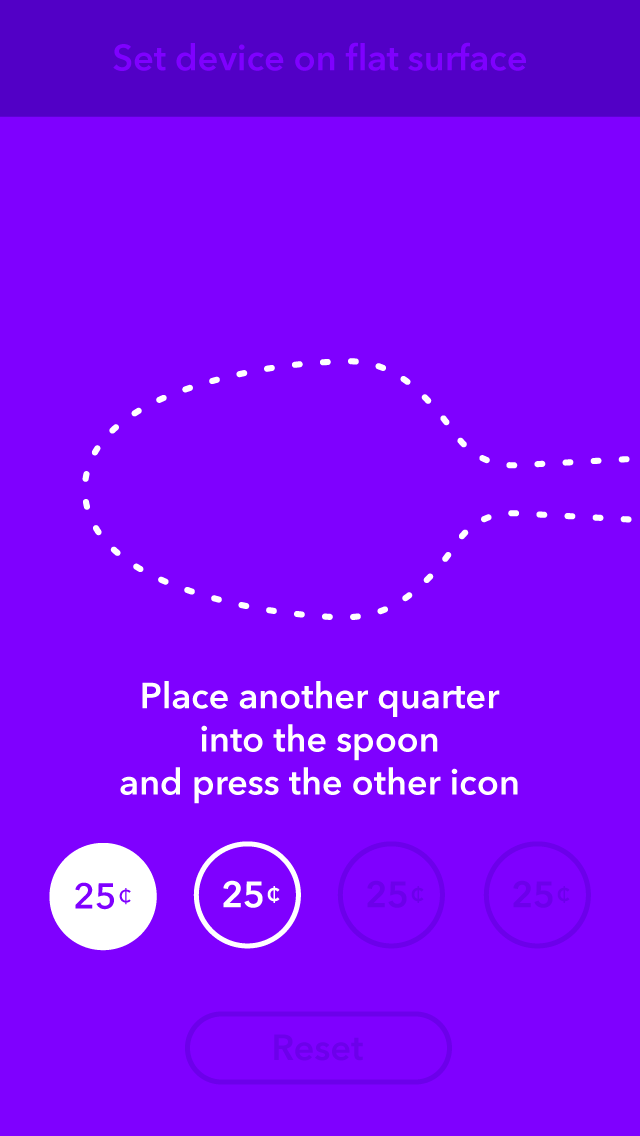 Set device on flat surface
Place another quarter
into the spoon
and press the other icon
25¢ 25¢ 25¢ 25¢
Reset